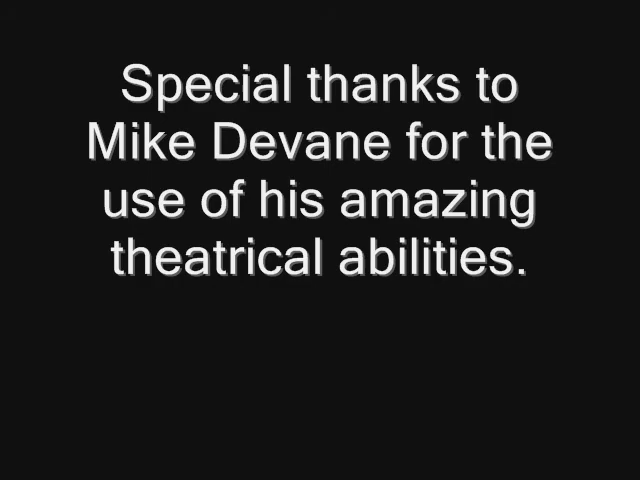 Special thanks to
Mike Devane for the
use of his amazing
theatrical abilities.